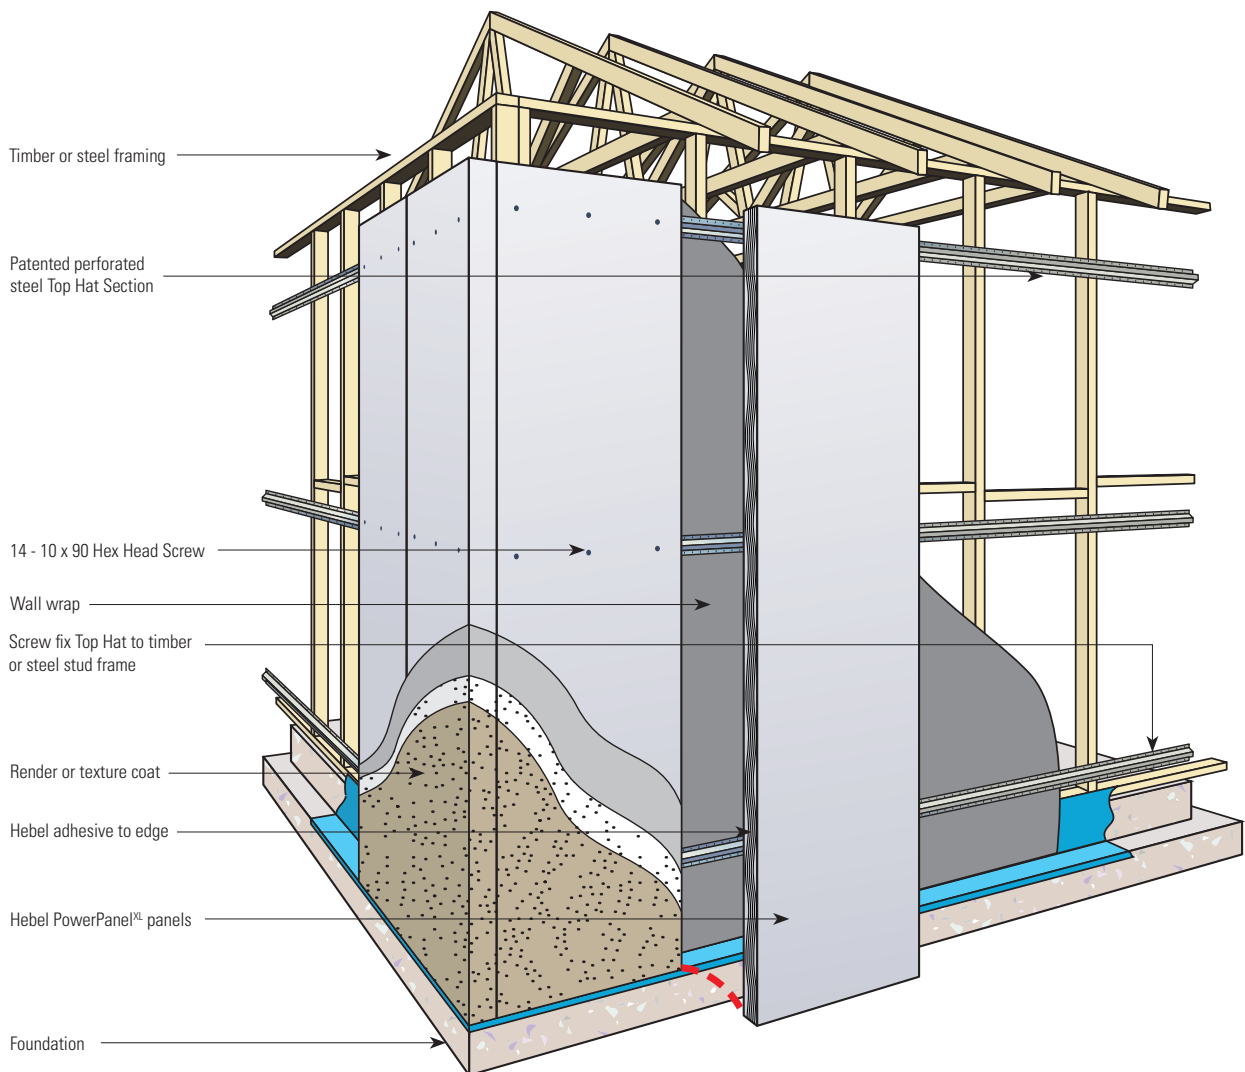 Timber or steel framing
Patented perforated
steel Top Hat Section
14 - 10 x 90 Hex Head Screw
Wall wrap
Screw fix Top Hat to timber
or steel stud frame
Render or texture coat
Hebel adhesive to edge
Hebel PowerPanelXL panels
Foundation